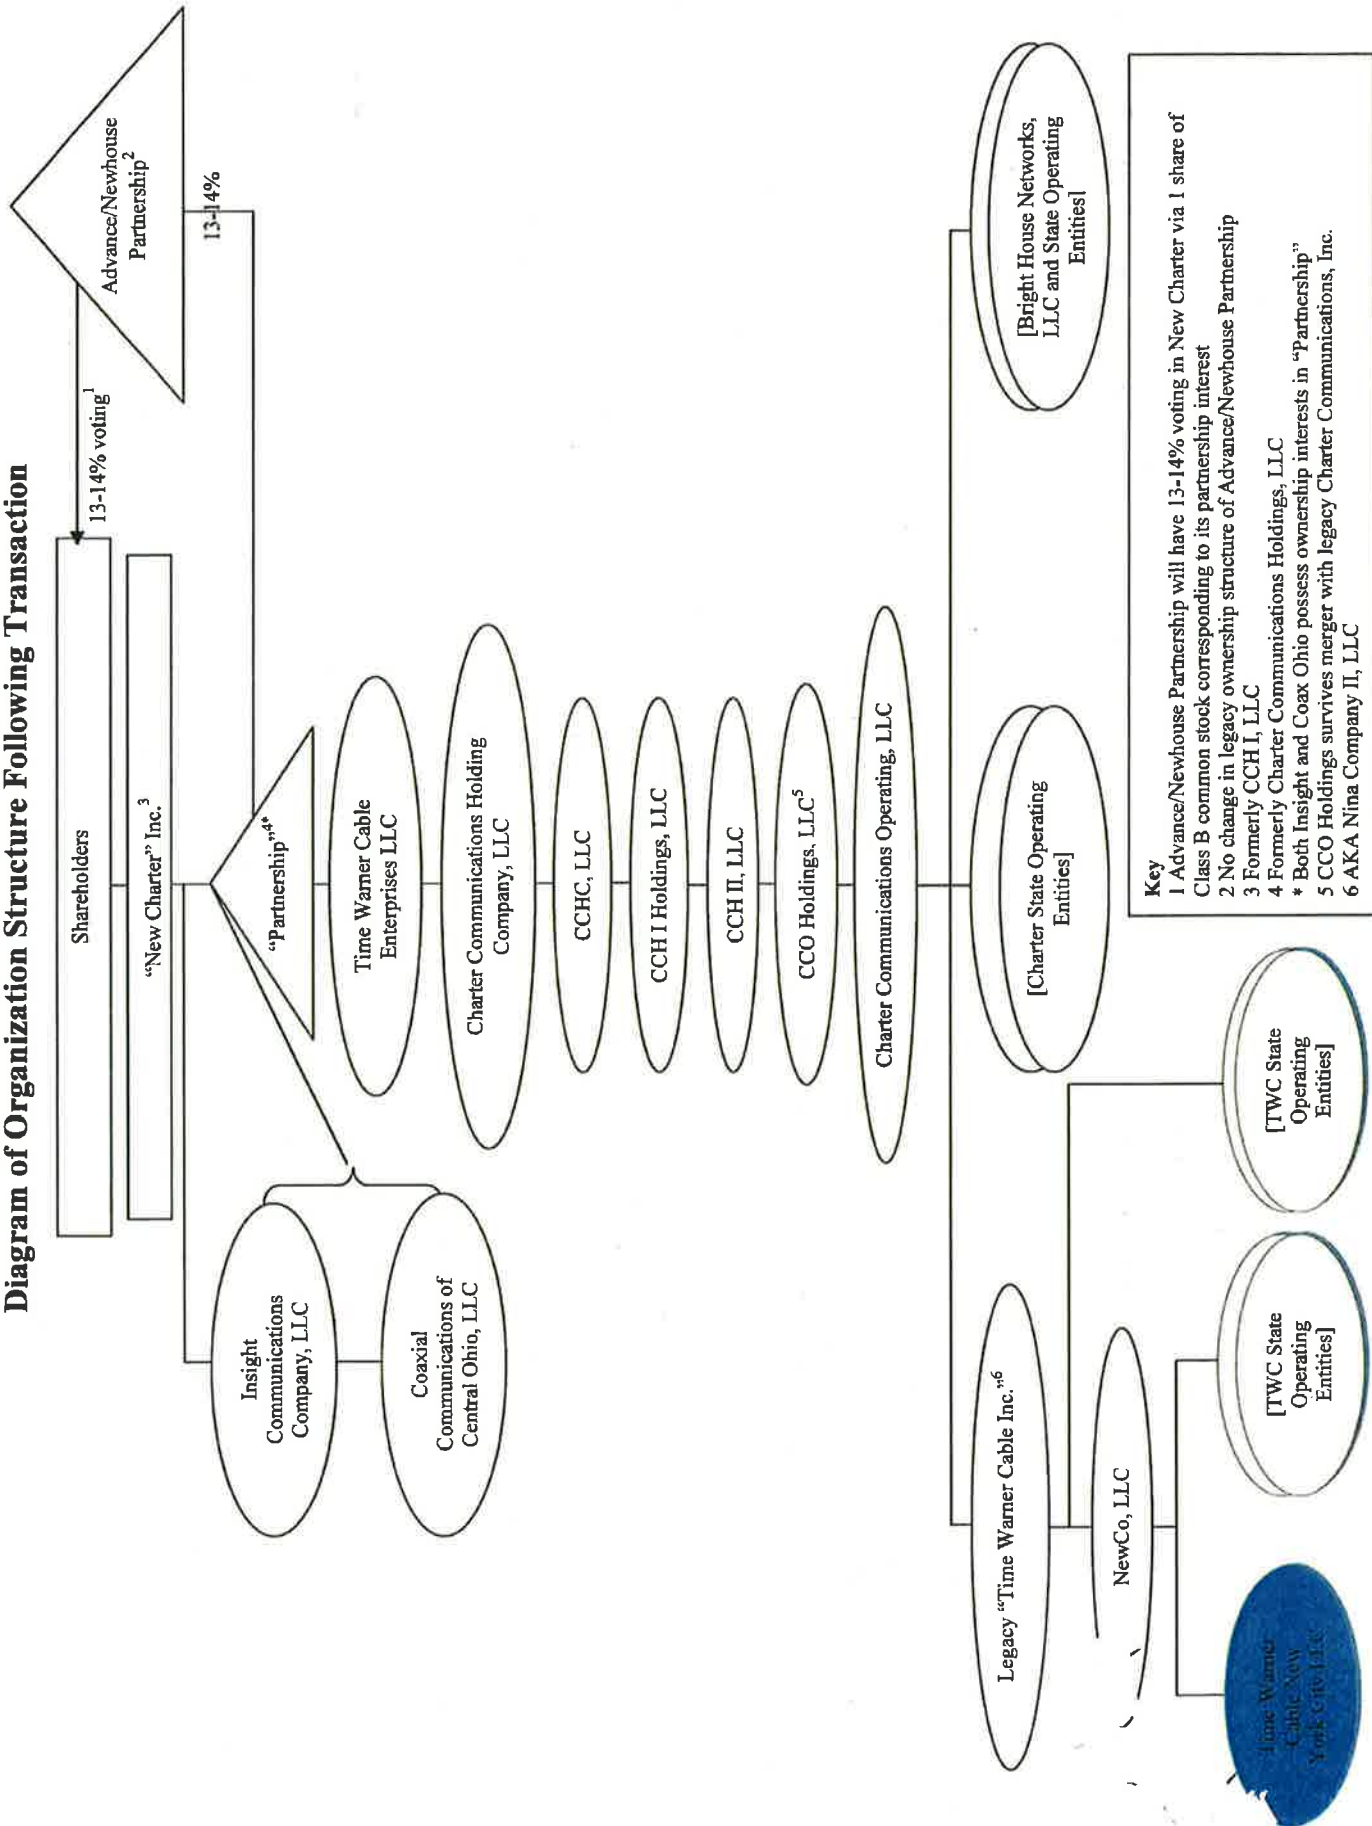 Diagram of Organization Structure Following Transaction
Shareholders
13-14% voting1
Advance/Newhouse
Partnership2
13-14%
“New Charter” Inc.3
Insight
Communications
Company, LLC
Coaxial
Communications of
Central Ohio, LLC
“Partnership”4*
Time Warner Cable
Enterprises LLC
Charter Communications Holding
Company, LLC
CCHC, LLC
CCH I Holdings, LLC
CCH II, LLC
CCO Holdings, LLC5
Charter Communications Operating, LLC
Legacy “Time Warner Cable Inc.”6
[Charter State Operating
Entities]
[Bright House Networks,
LLC and State Operating
Entities]
NewCo, LLC
Time Warner
Cable New
York City LLC
[TWC State
Operating
Entities]
[TWC State
Operating
Entities]
Key
1 Advance/Newhouse Partnership will have 13-14% voting in New Charter via 1 share of
Class B common stock corresponding to its partnership interest
2 No change in legacy ownership structure of Advance/Newhouse Partnership
3 Formerly CCH I, LLC
4 Formerly Charter Communications Holdings, LLC
* Both Insight and Coax Ohio possess ownership interests in “Partnership”
5 CCO Holdings survives merger with legacy Charter Communications, Inc.
6 AKA Nina Company II, LLC